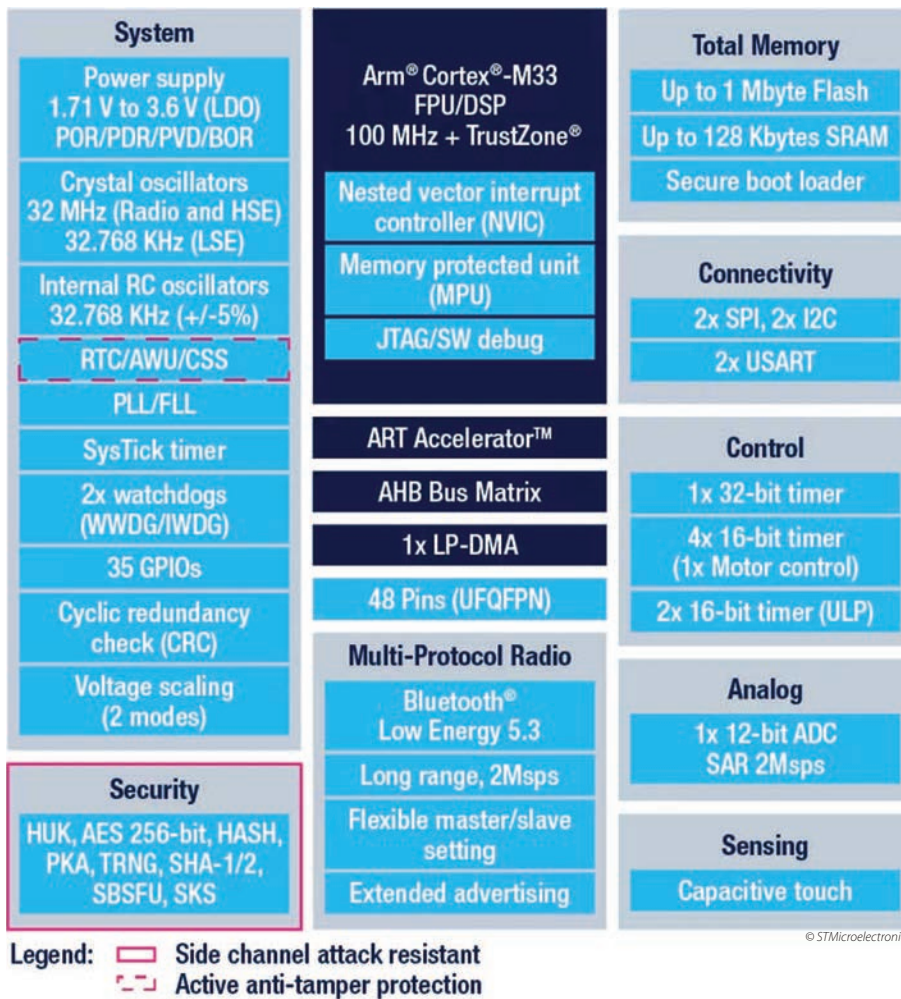 System
Power supply
1.71 V to 3.6 V (LDO)
POR/PDR/PVD/BOR
Crystal oscillators
32 MHz (Radio and HSE)
32.768 KHz (LSE)
Internal RC oscillators
32.768 KHz (+/-5%)
RTC/AWU/CSS
PLL/FLL
SysTick timer
2x watchdogs
(WWDG/IWDG)
35 GPIOs
Cyclic redundancy
check (CRC)
Voltage scaling
(2 modes)
Security
HUK, AES 256-bit, HASH,
PKA, TRNG, SHA-1/2,
SBSFU, SKS
Arm® Cortex®-M33
FPU/DSP
100 MHz + TrustZone®
Nested vector interrupt
controller (NVIC)
Memory protected unit
(MPU)
JTAG/SW debug
ART Accelerator™
AHB Bus Matrix
1x LP-DMA
48 Pins (UFQFPN)
Multi-Protocol Radio
Bluetooth®
Low Energy 5.3
Long range, 2Msps
Flexible master/slave
setting
Extended advertising
Total Memory
Up to 1 Mbyte Flash
Up to 128 Kbytes SRAM
Secure boot loader
Connectivity
2x SPI, 2x I2C
2x USART
Control
1x 32-bit timer
4x 16-bit timer
(1x Motor control)
2x 16-bit timer (ULP)
Analog
1x 12-bit ADC
SAR 2Msps
Sensing
Capacitive touch
© STMicroelectroni
Legend: Side channel attack resistant
Active anti-tamper protection